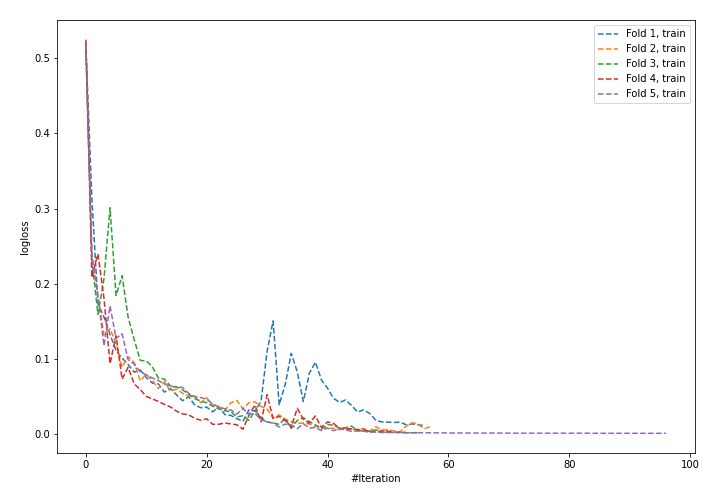 Fold 1, train
Fold 2, train
Fold 3, train
Fold 4, train
Fold 5, train
logloss
0.5
0.4
0.3
0.2
0.1
0.0
0 20 40 60 80 100
#Iteration